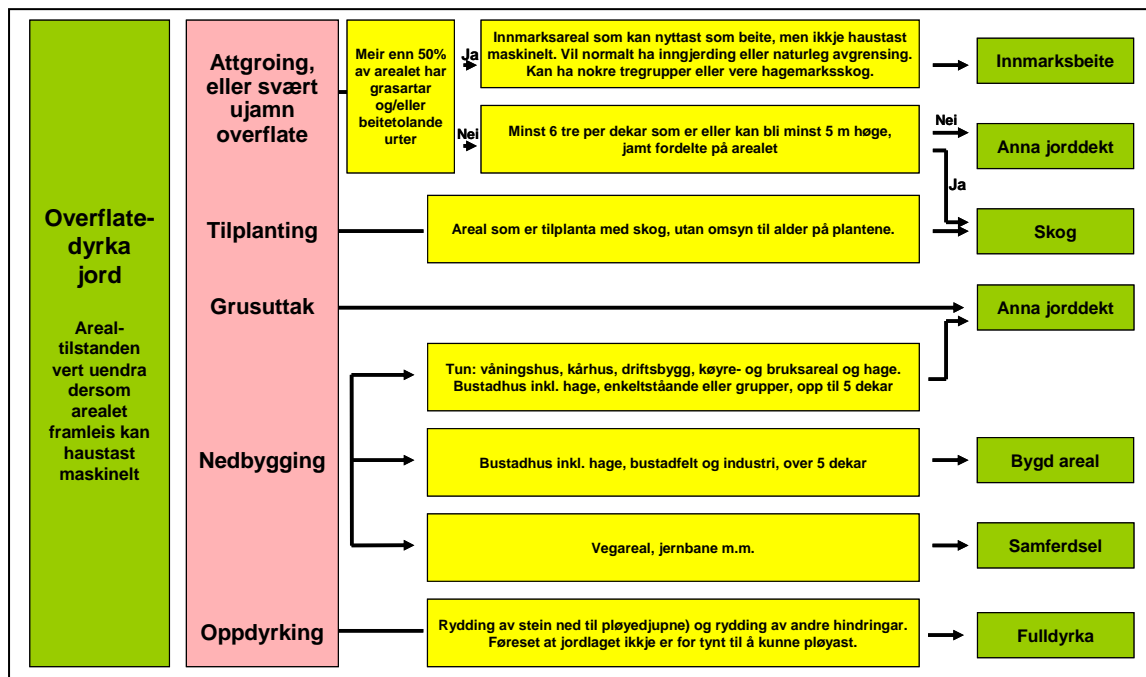 Overflate-
dyrka
jord
Areal-
tilstanden
vert uendra
dersom
arealet
framleis kan
haustast
maskinelt
Attgroing,
eller svært
ujamn
overflate
Meir enn 50%
av arealet har
grasartar
og/eller
beitetolande
urter
Ja
Innmarksareal som kan nyttast som beite, men ikkje haustast
maskinelt. Vil normalt ha inngjerding eller naturleg avgrensing.
Kan ha nokre tregrupper eller vere hagemarksskog.
Innmarksbeite
Nei
Minst 6 tre per dekar som er eller kan bli minst 5 m høge,
jamt fordelte på arealet
Nei
Anna jorddekt
Ja
Tilplanting
Areal som er tilplanta med skog, utan omsyn til alder på plantene.
Skog
Grusuttak
Anna jorddekt
Nedbygging
Tun: våningshus, kårhus, driftsbygg, køyre- og bruksareal og hage.
Bustadhus inkl. hage, enkeltståande eller grupper, opp til 5 dekar
Bustadhus inkl. hage, bustadfelt og industri, over 5 dekar
Bygd areal
Vegareal, jernbane m.m.
Samferdsel
Oppdyrking
Rydding av stein ned til pløyedjupne) og rydding av andre hindringar.
Føreset at jordlaget ikkje er for tynt til å kunne pløyast.
Fulldyrka